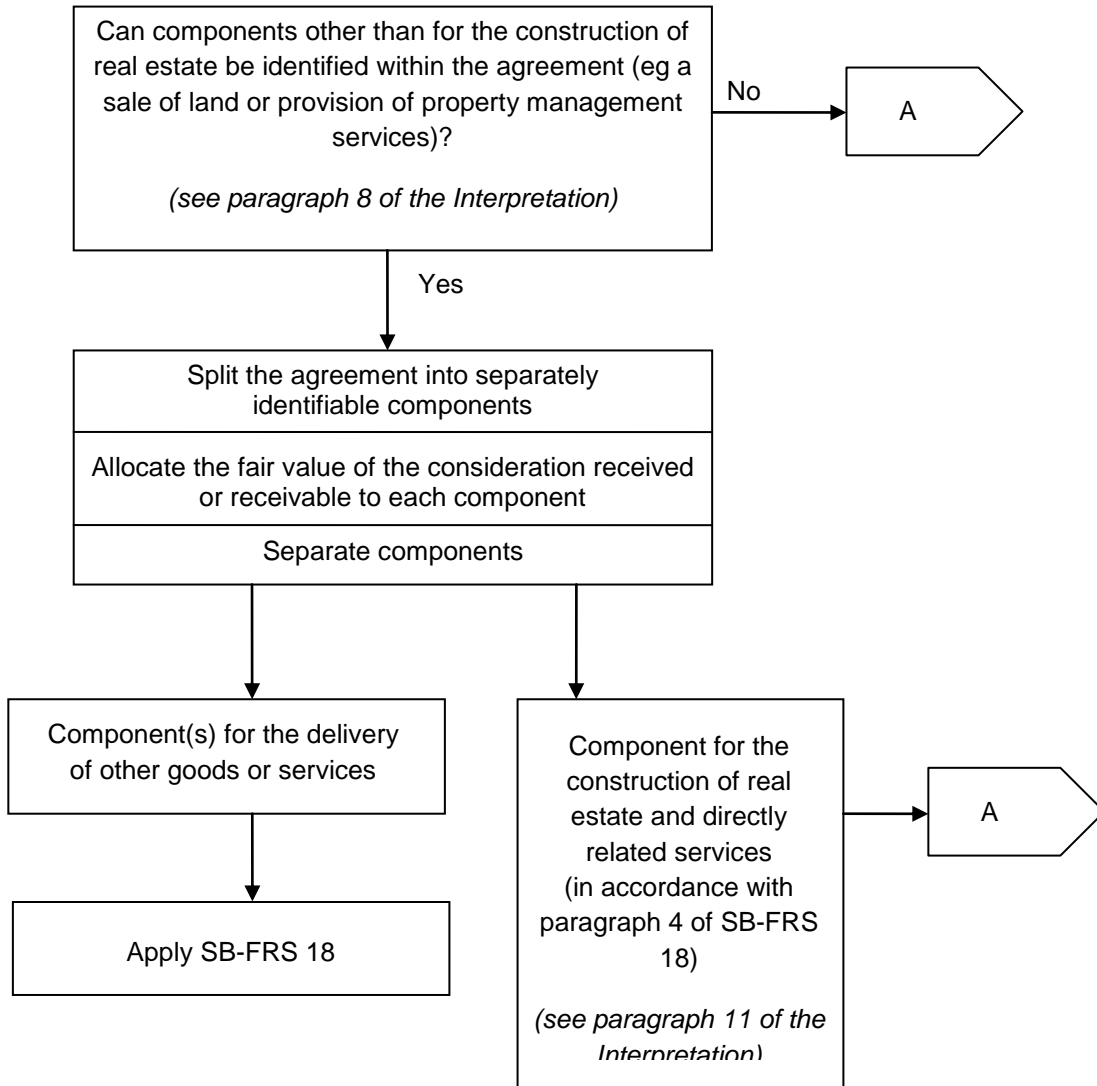 Can components other than for the construction of
real estate be identified within the agreement (eg a
sale of land or provision of property management
services)?
(see paragraph 8 of the Interpretation)
No
A
Yes
Split the agreement into separately
identifiable components
Allocate the fair value of the consideration received
or receivable to each component
Separate components
Component(s) for the delivery
of other goods or services
Apply SB-FRS 18
Component for the
construction of real
estate and directly
related services
(in accordance with
paragraph 4 of SB-FRS
18)
(see paragraph 11 of the
Interpretation)
A